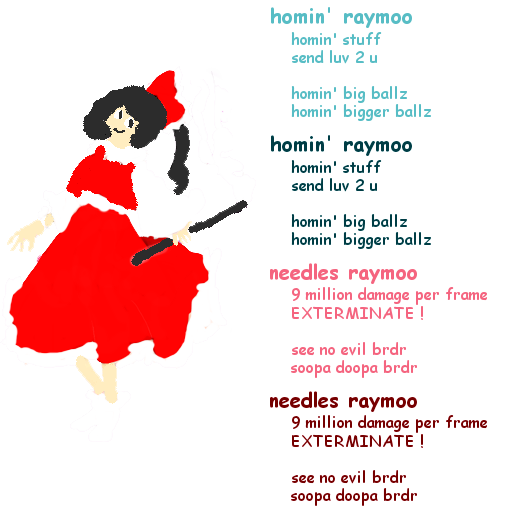 homin' raymoo
homin' stuff
send luv 2 u
homin' big ballz
homin' bigger ballz
homin' raymoo
homin' stuff
send luv 2 u
homin' big ballz
homin' bigger ballz
needles raymoo
9 million damage per frame
EXTERMINATE !
see no evil brdr
soopa doopa brdr
needles raymoo
9 million damage per frame
EXTERMINATE !
see no evil brdr
soopa doopa brdr